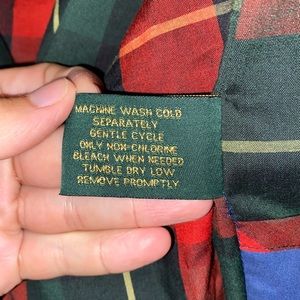 MACHINE WASH COLD
SEPARATELY
GENTLE CYCLE
ONLY NON-CHLORINE
BLEACH WHEN NEEDED
TUMBLE DRY LOW
REMOVE PROMPTLY